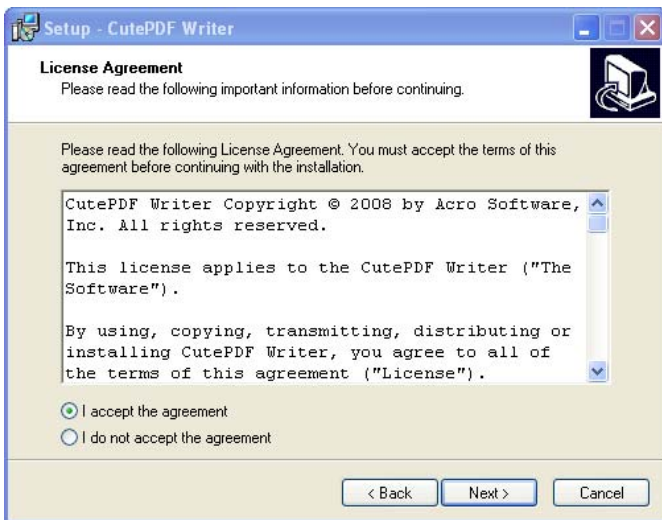 Setup - CutePDF Writer
License Agreement
Please read the following important information before continuing.
Please read the following License Agreement. You must accept the terms of this
agreement before continuing with the installation.
CutePDF Writer Copyright © 2008 by Acro Software,
Inc. All rights reserved.
This license applies to the CutePDF Writer ("The
Software").
By using, copying, transmitting, distributing or
installing CutePDF Writer, you agree to all of
the terms of this agreement ("License").
I accept the agreement
I do not accept the agreement
< Back Next > Cancel